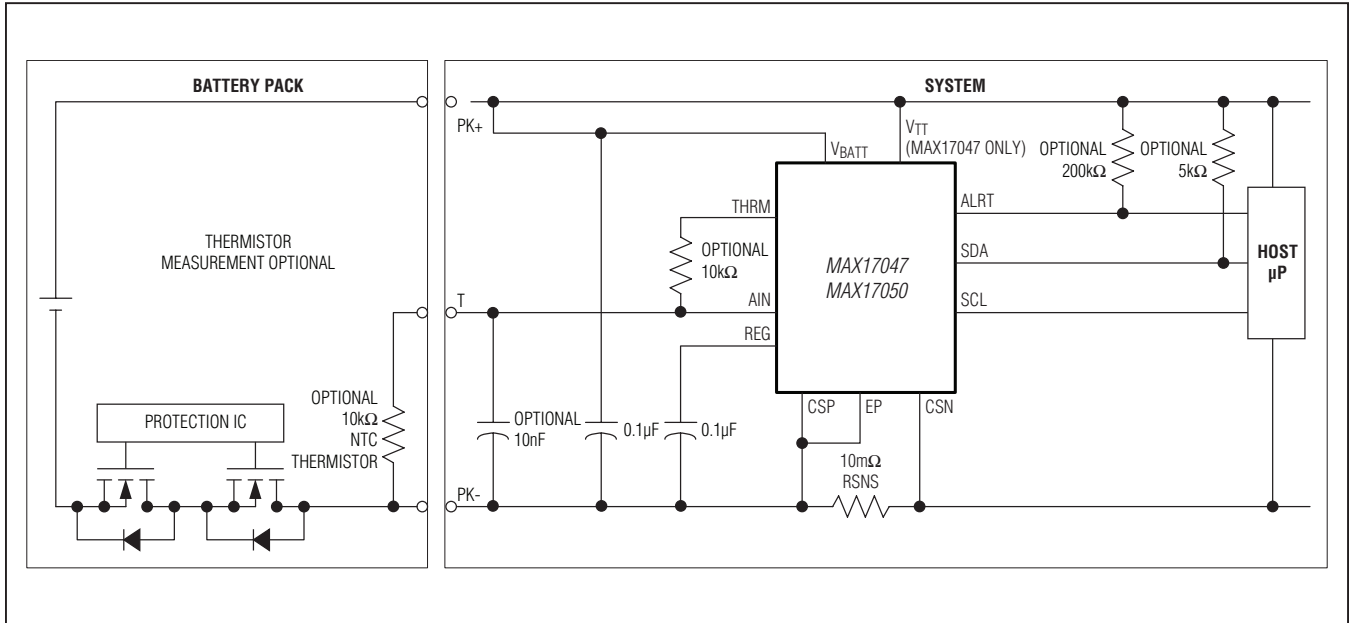 BATTERY PACK
SYSTEM
PK+
VBATT
VTT
(MAX17047 ONLY)
OPTIONAL
200kΩ
OPTIONAL
5kΩ
THERMISTOR
MEASUREMENT OPTIONAL
THRM
OPTIONAL
10kΩ
MAX17047
MAX17050
ALRT
SDA
SCL
HOST
µP
T
AIN
REG
OPTIONAL
10kΩ
NTC
THERMISTOR
PROTECTION IC
OPTIONAL
10nF
0.1µF
0.1µF
CSP
EP
CSN
10mΩ
RSNS
PK-